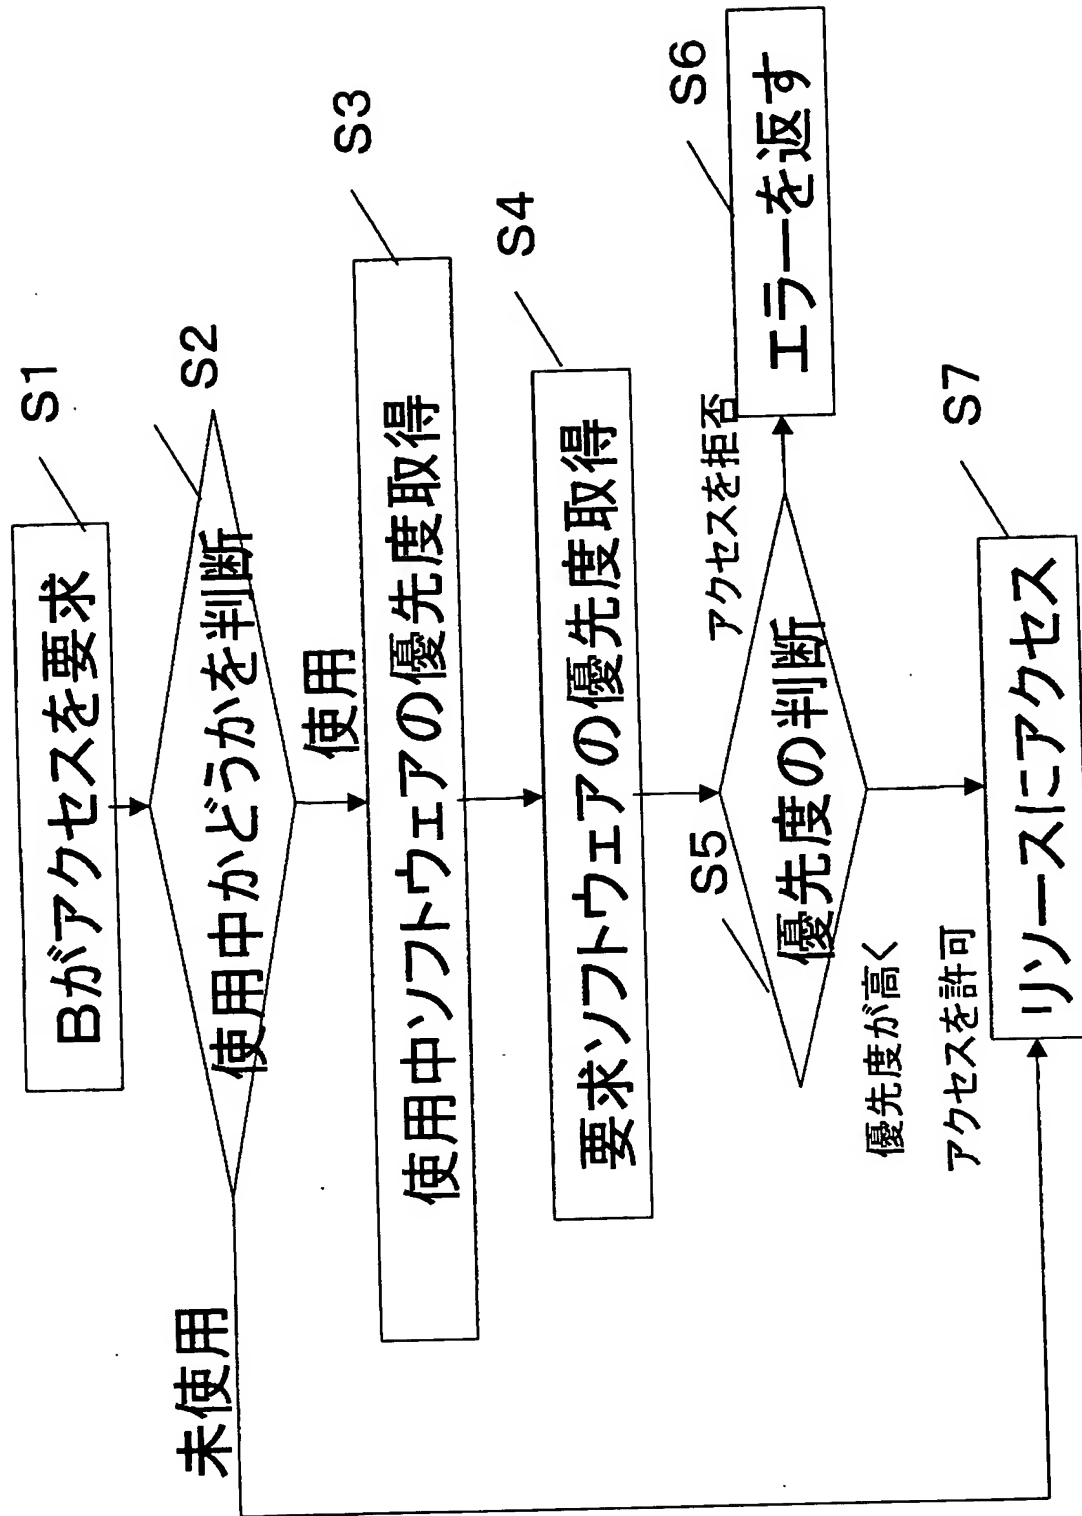 Bがアクセスを要求
S1
使用中かどうかを判断
S2
未使用
使用
使用中ソフトウェアの優先度取得
S3
要求ソフトウェアの優先度取得
S4
優先度の判断
S5
アクセスを拒否
エラーを返す
S6
優先度が高く
アクセスを許可
リソースにアクセス
S7